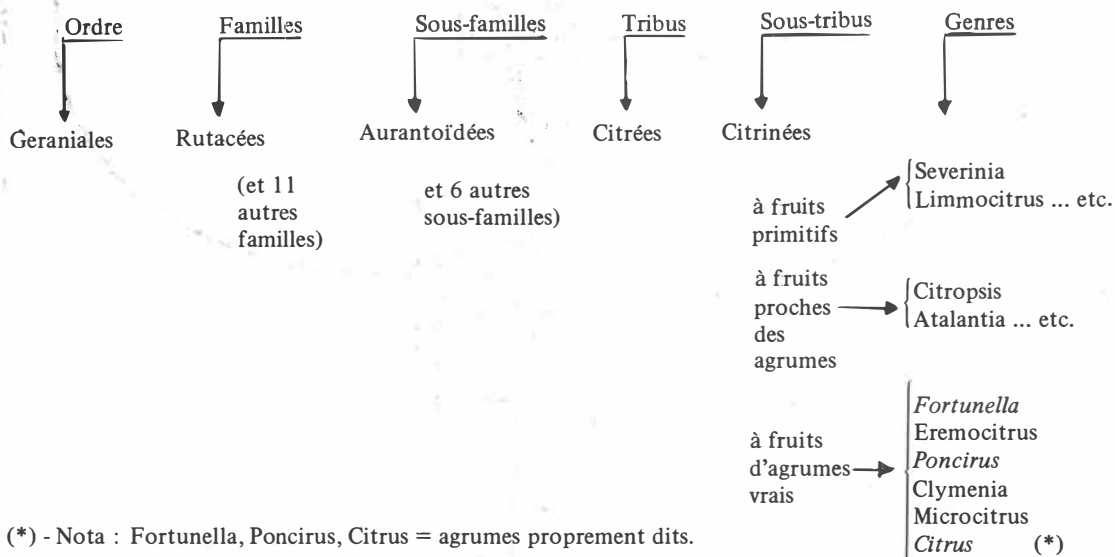 Ordre Familles Sous-familles Tribus Sous-tribus Genres
Geraniales Rutacées Aurantoïdées Citrées Citrinées
(et 11
autres
familles)
et 6 autres
sous-familles)
à fruits
primitifs
Severinia
Limmocitrus ... etc.
à fruits
proches
des
agrumes
Citropsis
Atalantia ... etc.
à fruits
d'agrumes
vrais
Fortunella
Eremocitrus
Poncirus
Clymenia
Microcitrus
Citrus (*)
(*) - Nota : Fortunella, Poncirus, Citrus = agrumes proprement dits.